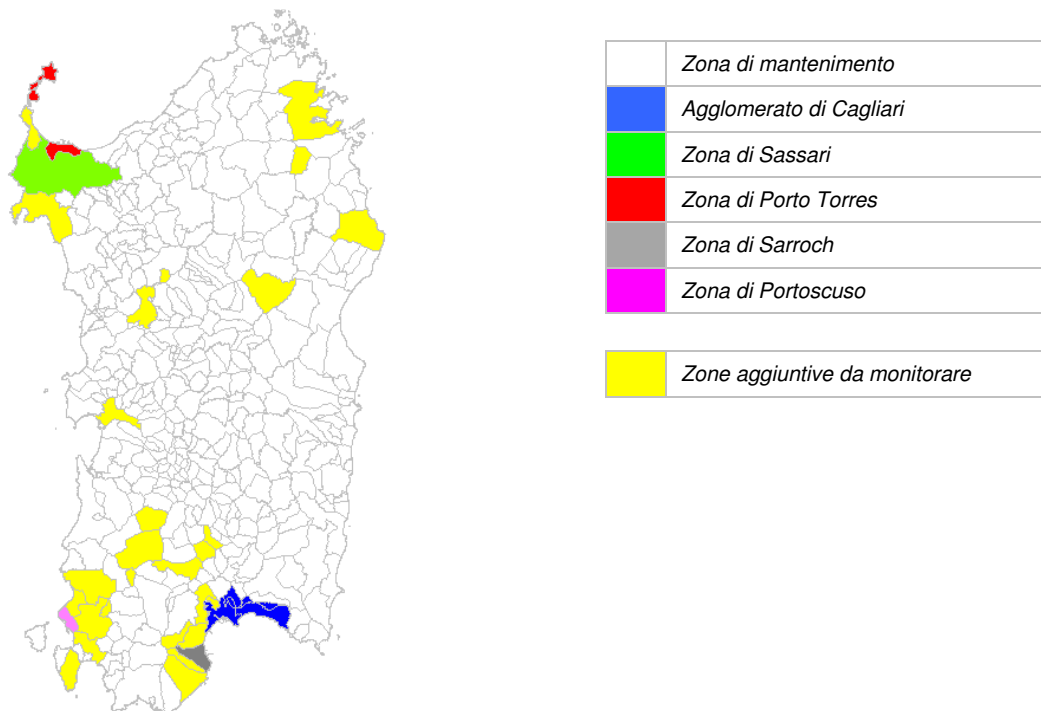 Zona di mantenimento
Agglomerato di Cagliari
Zona di Sassari
Zona di Porto Torres
Zona di Sarroch
Zona di Portoscuso
Zone aggiuntive da monitorare